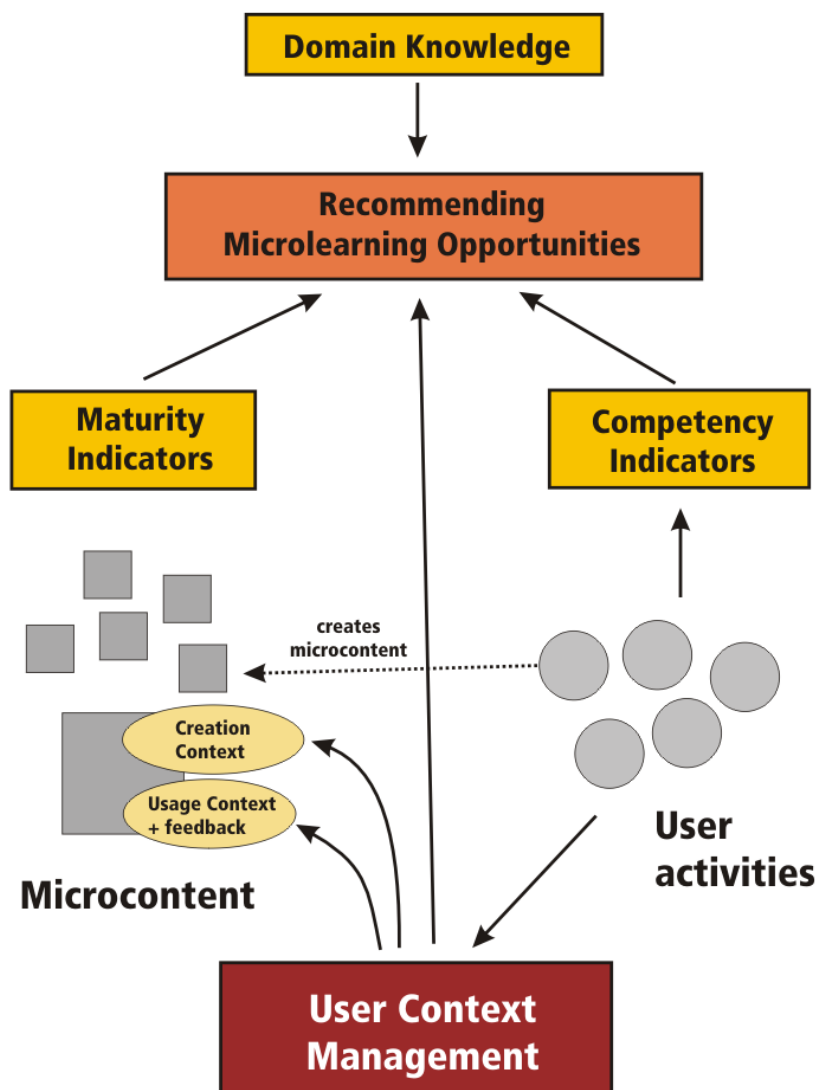 Domain Knowledge
Recommending
Microlearning Opportunities
Maturity
Indicators
Competency
Indicators
creates
microcontent
Creation
Context
Usage Context
+ feedback
Microcontent
User
activities
User Context
Management